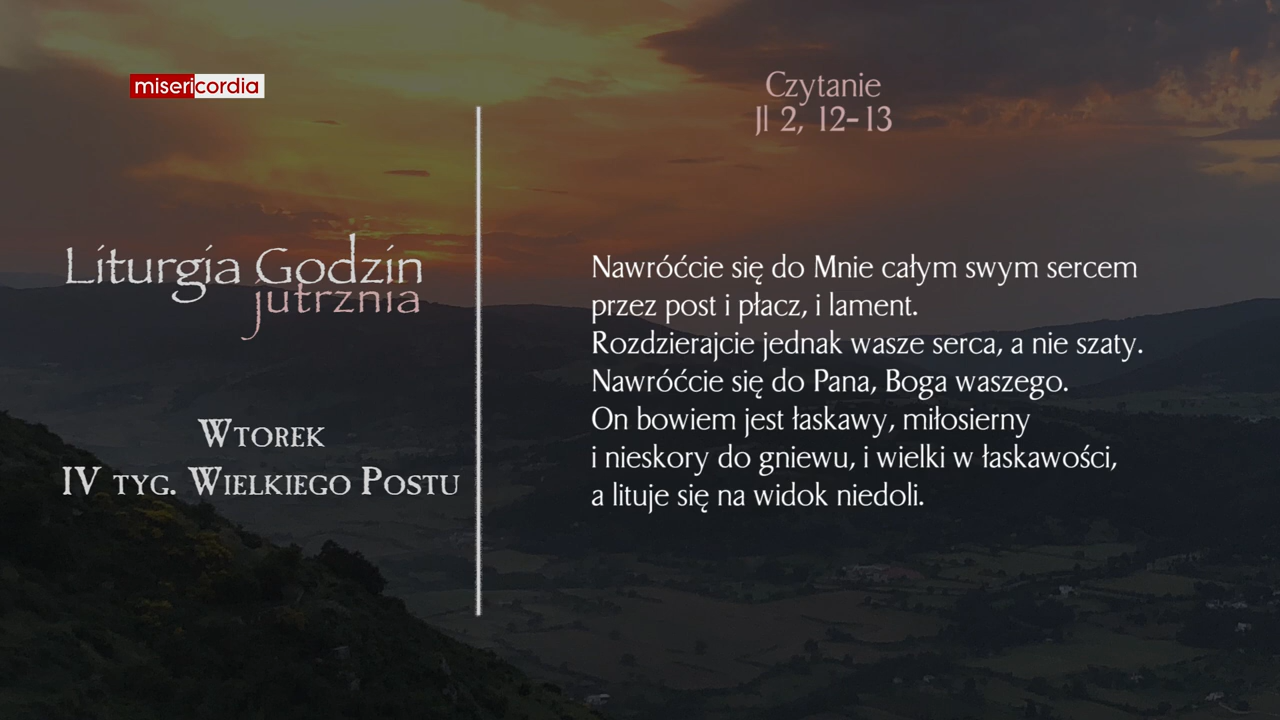 misericordia
Liturgia Godzin
jutrznia
Wtorek
IV tyg. Wielkiego Postu
Czytanie
Jl 2, 12-13
Nawróćcie się do Mnie całym swym sercem
przez post i płacz, i lament.
Rozdzierajcie jednak wasze serca, a nie szaty.
Nawróćcie się do Pana, Boga waszego.
On bowiem jest łaskawy, miłosierny
i nieskory do gniewu, i wielki w łaskawości,
a lituje się na widok niedoli.